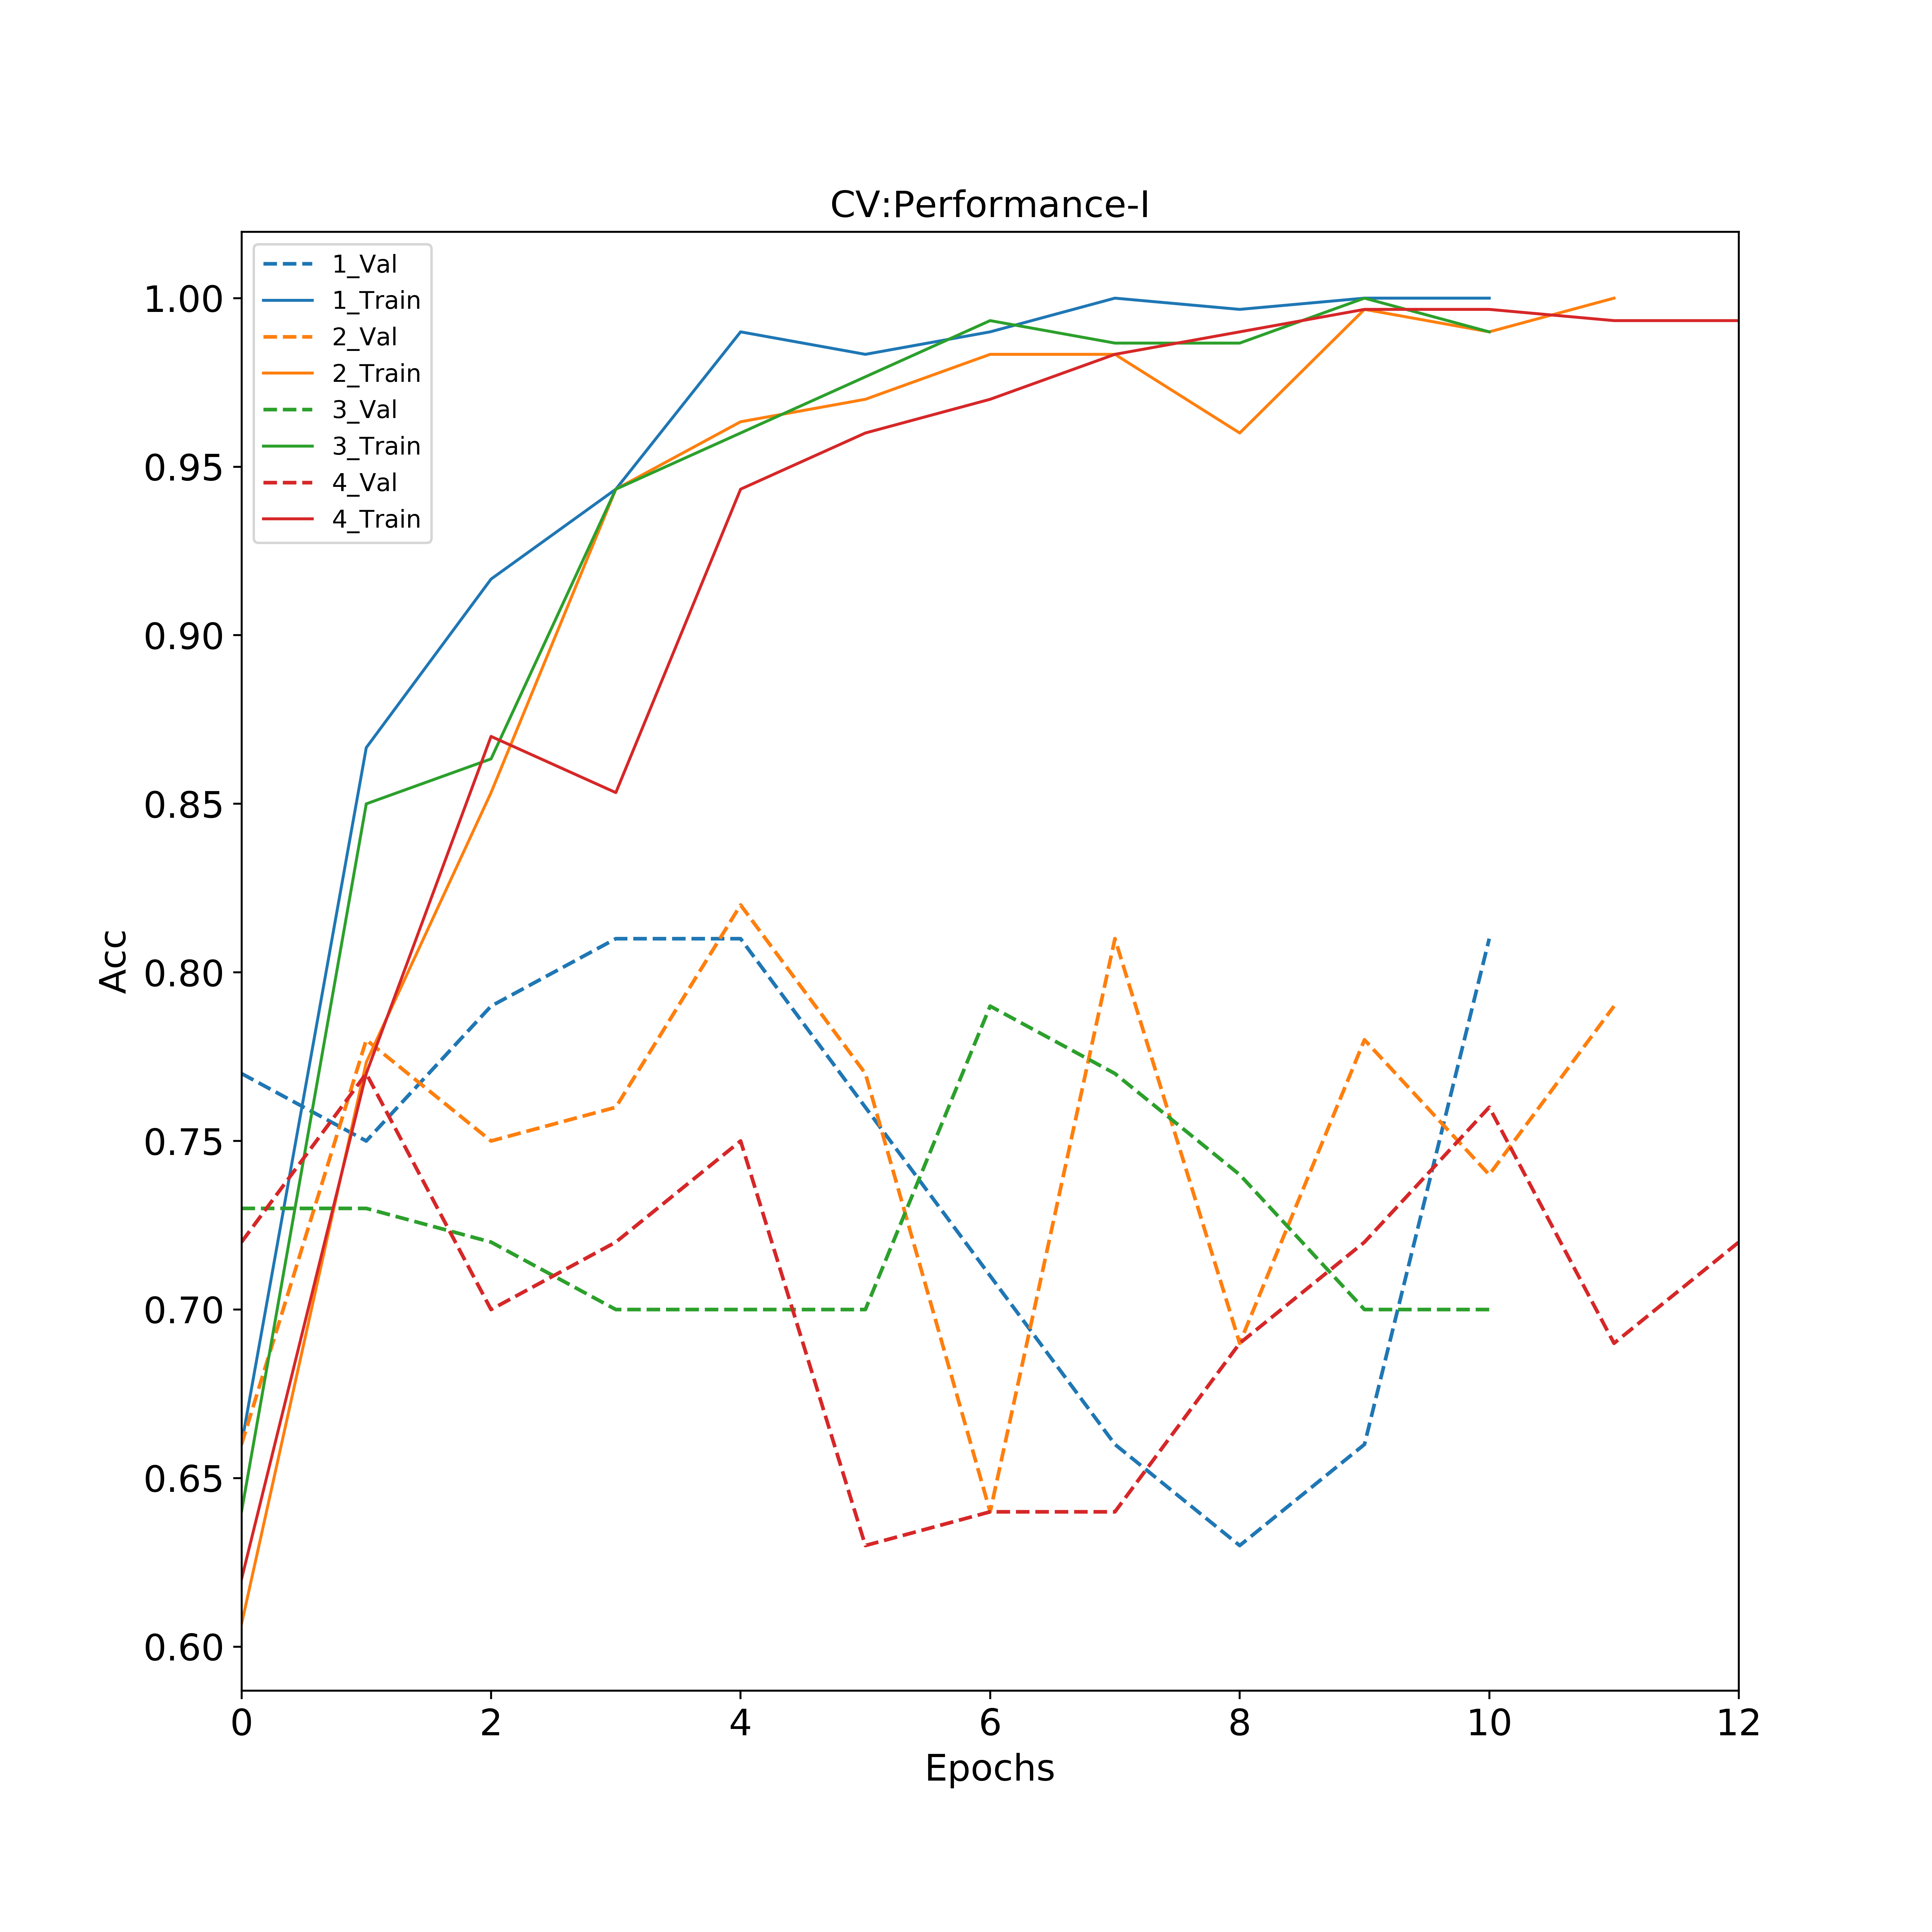 CV:Performance-I
1_Val
1_Train
2_Val
2_Train
3_Val
3_Train
4_Val
4_Train
Acc
1.00
0.95
0.90
0.85
0.80
0.75
0.70
0.65
0.60
0 2 4 6 8 10 12
Epochs